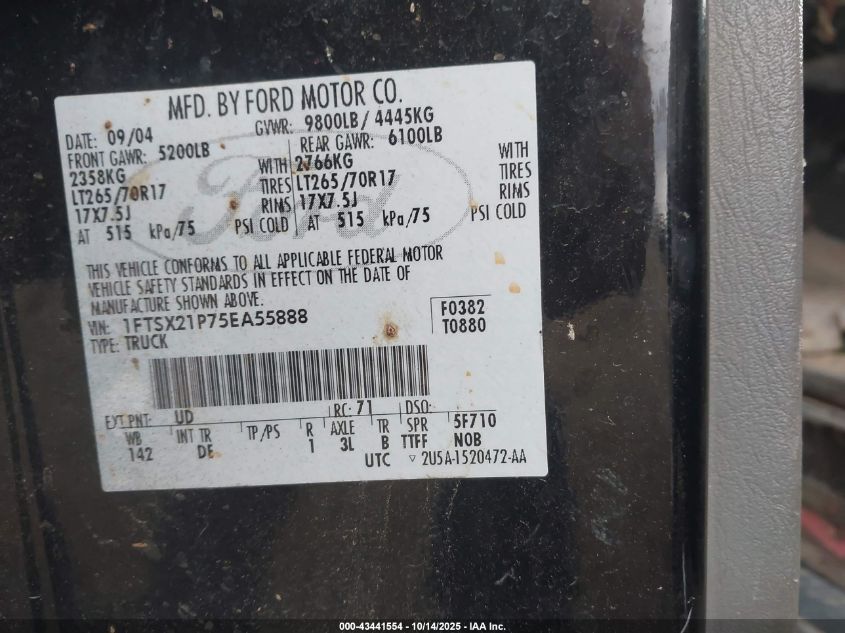 MFD. BY FORD MOTOR CO.
DATE: 09/04 GVWR: 9800LB / 4445KG
FRONT GAWR: 5200LB REAR GAWR: 6100LB
2358KG WITH 2766KG WITH
LT265/70R17 TIRES LT265/70R17 TIRES
17X7.5J RIMS 17X7.5J RIMS
AT 515 kPa/75 PSI COLD AT 515 kPa/75 PSI COLD
Ford
THIS VEHICLE CONFORMS TO ALL APPLICABLE FEDERAL MOTOR
VEHICLE SAFETY STANDARDS IN EFFECT ON THE DATE OF
MANUFACTURE SHOWN ABOVE.
VIN: 1FTSX21P75EA55888 F0382
TYPE: TRUCK T0880
EXT PNT: UD RC: 71 DSO:
WB INT TR TP/PS R AXLE TR SPR 5F710
142 DE 1 3L B TTFF NOB
UTC ▽ 2U5A-1520472-AA
000-43441554 | 10/14/2025 - IAA Inc.